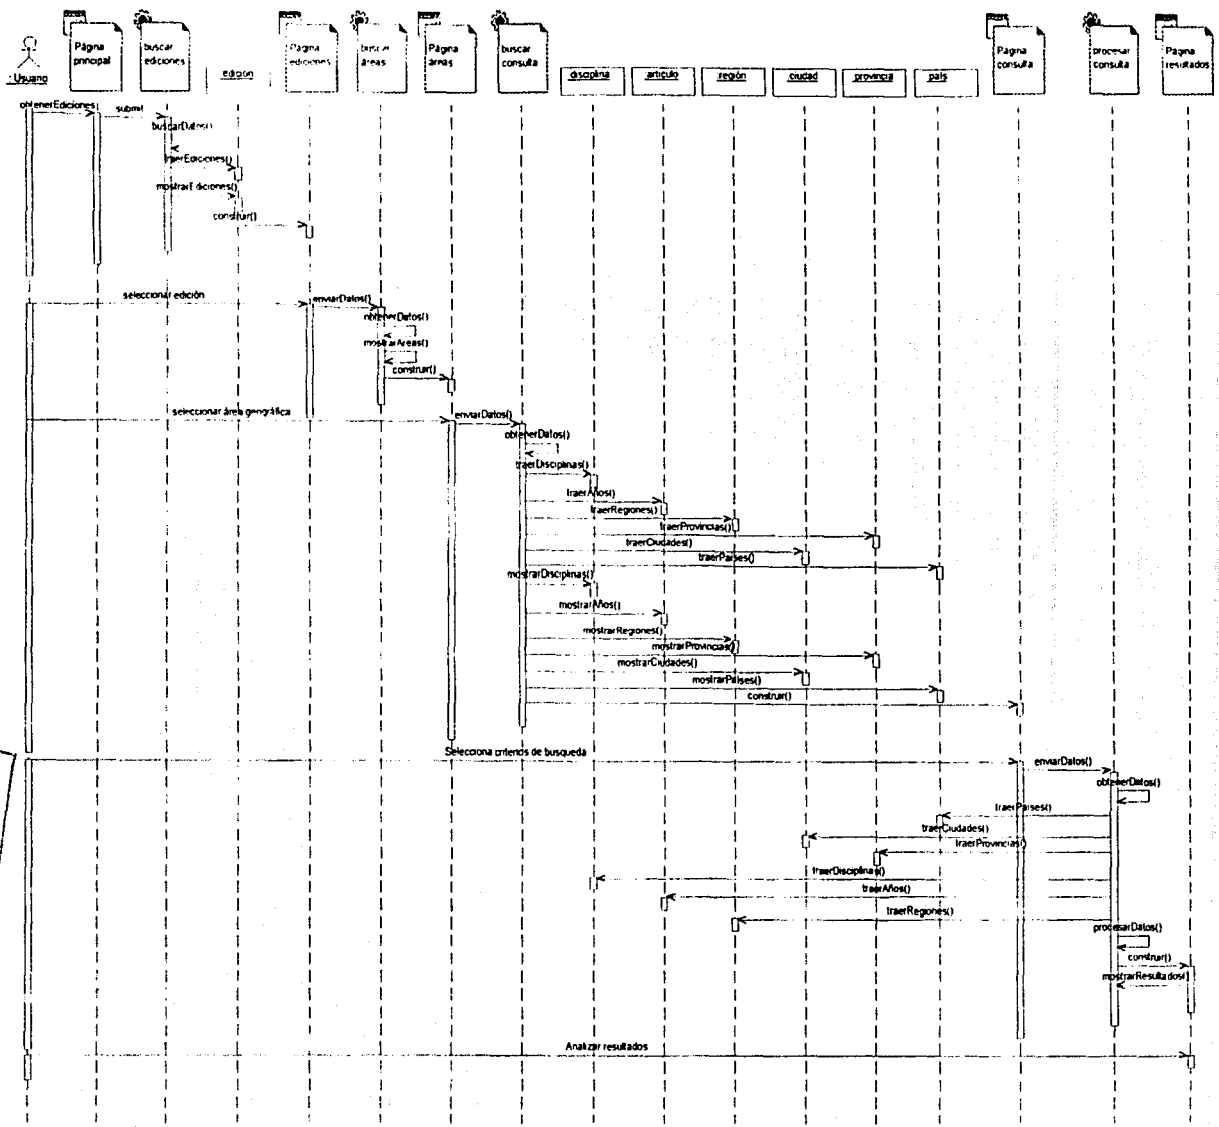 : Usuario
Página
principal
buscar
ediciones
edición
Página
ediciones
buscar
áreas
Página
áreas
buscar
consulta
disciplina
artículo
región
ciudad
provincia
país
Página
consulta
procesar
consulta
Página
resultados
obtenerEdiciones
submit
buscarDatos()
traerEdiciones()
mostrarEdiciones()
construir()
seleccionar edición
enviarDatos()
obtenerDatos()
mostrarAreas()
construir()
seleccionar área geográfica
enviarDatos()
obtenerDatos()
traerDisciplinas()
traerAños()
traerRegiones()
traerProvincias()
traerCiudades()
traerPaíses()
mostrarDisciplinas()
mostrarAños()
mostrarRegiones()
mostrarProvincias()
mostrarCiudades()
mostrarPaíses()
construir()
Selecciona criterios de busqueda
enviarDatos()
obtenerDatos()
traerPaíses()
traerCiudades()
traerProvincias()
traerDisciplinas()
traerAños()
traerRegiones()
procesarDatos()
construir()
mostrarResultados()
Analizar resultados